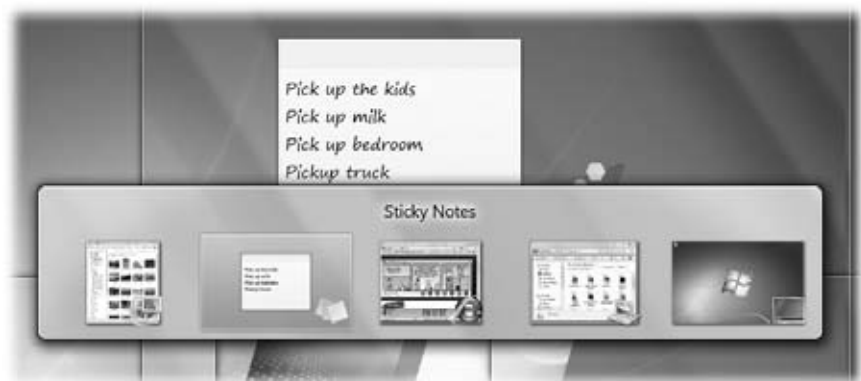 Pick up the kids
Pick up milk
Pick up bedroom
Pickup truck
Sticky Notes